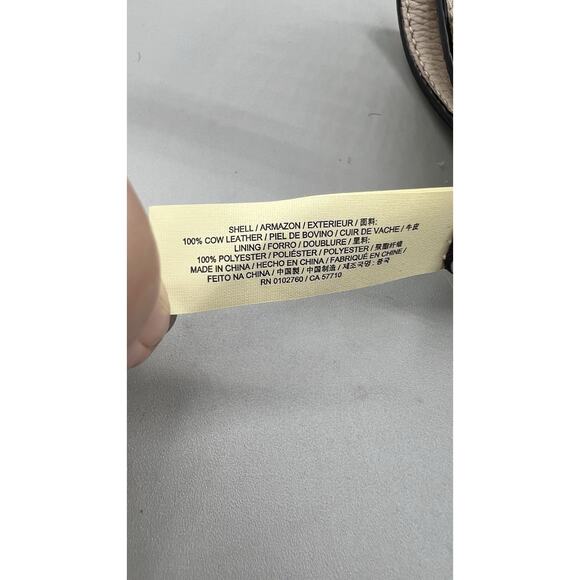 SHELL / ARMAZON / EXTERIEUR / 面料:
100% COW LEATHER / PIEL DE BOVINO / CUIR DE VACHE / 牛皮
LINING / FORRO / DOUBLURE / 里料:
100% POLYESTER / POLIÉSTER / POLYESTER / 聚酯纤维
MADE IN CHINA / HECHO EN CHINA / FABRIQUÉ EN CHINE /
FEITO NA CHINA / 中国製 / 中国制造 / 제조국명 : 중국
RN 0102760 / CA 57710